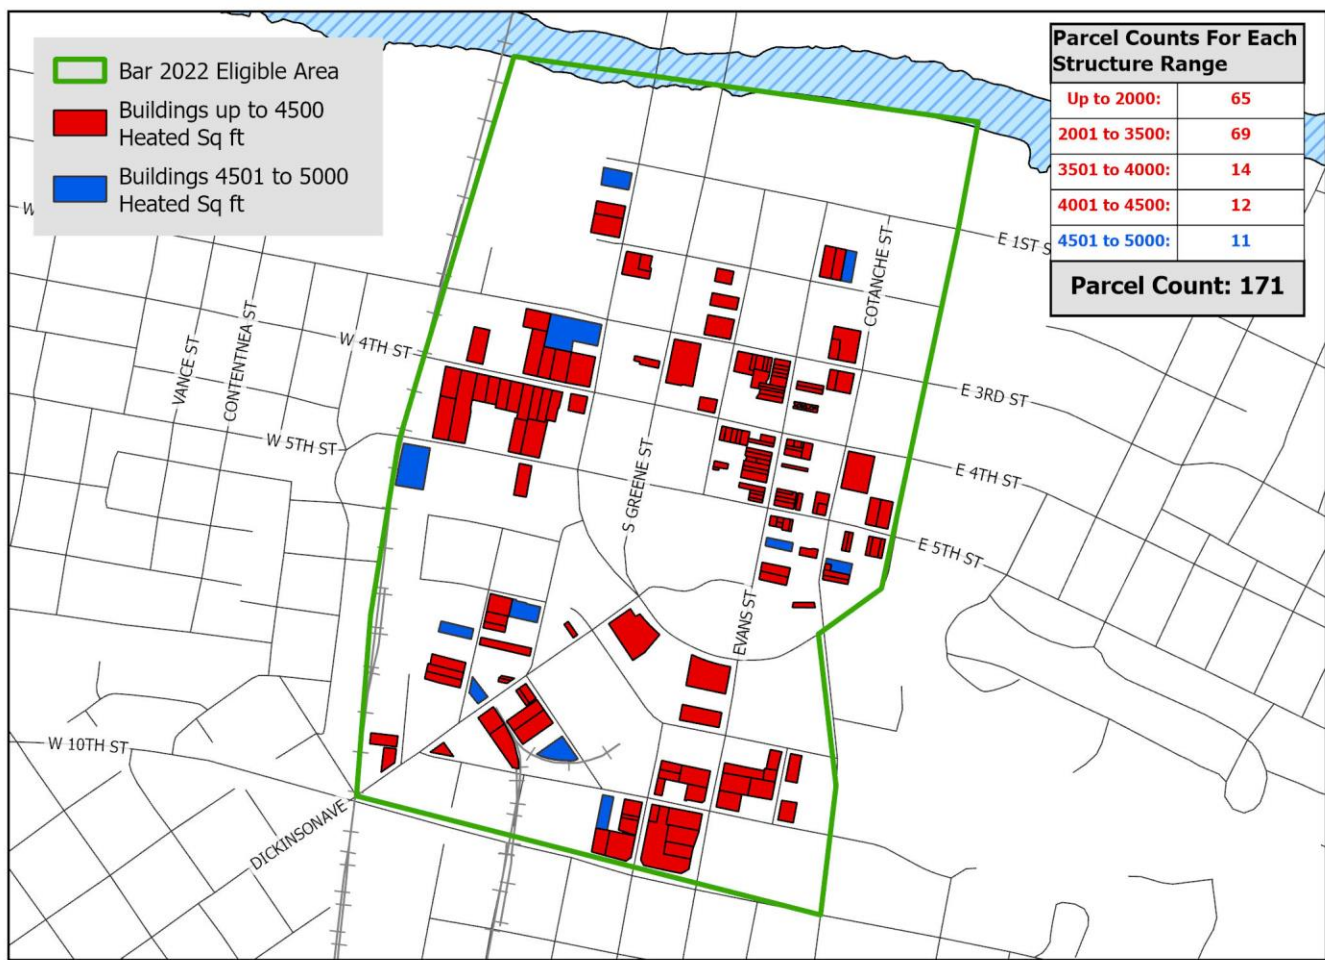 Bar 2022 Eligible Area
Buildings up to 4500
Heated Sq ft
Buildings 4501 to 5000
Heated Sq ft
Parcel Counts For Each
Structure Range
Up to 2000: 65
2001 to 3500: 69
3501 to 4000: 14
4001 to 4500: 12
4501 to 5000: 11
Parcel Count: 171
W
E 1ST S
COTANCHE ST
W 4TH ST
VANCE ST
CONTENTNEA ST
E 3RD ST
W 5TH ST
S GREENE ST
E 4TH ST
E 5TH ST
EVANS ST
W 10TH ST
DICKINSONAVE